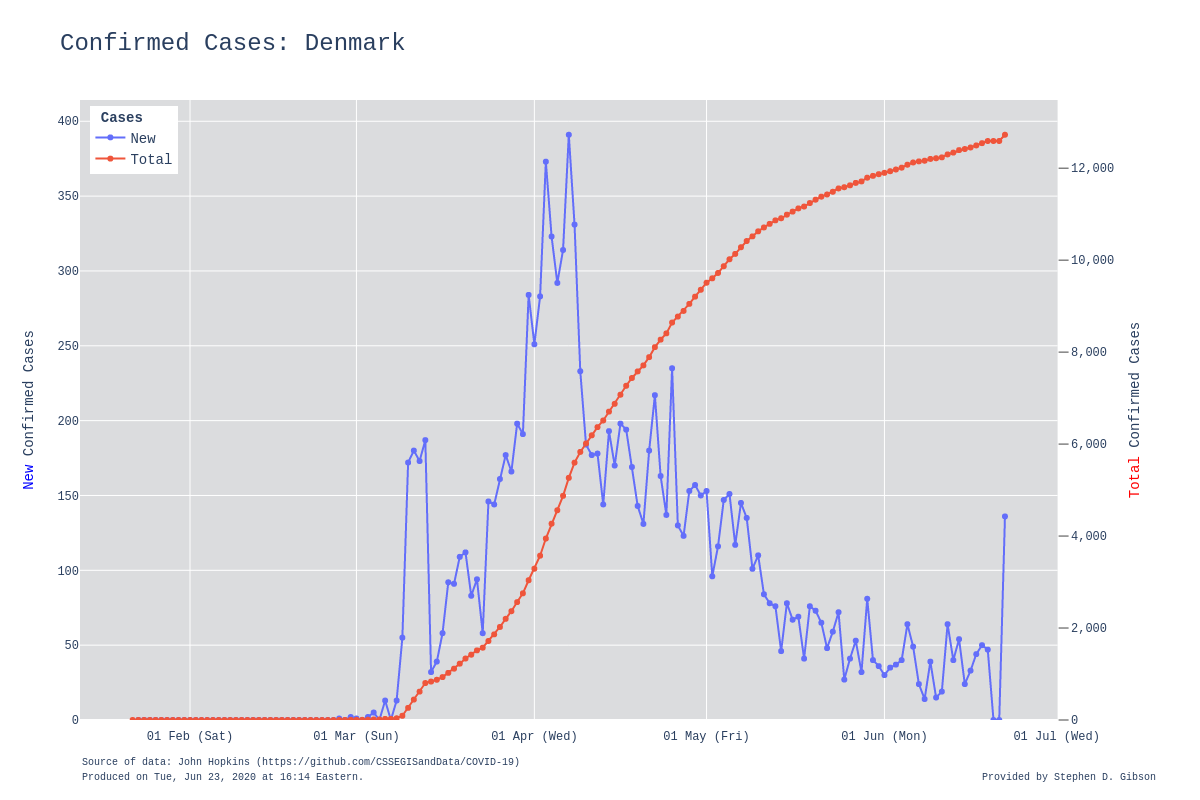 Confirmed Cases: Denmark
Cases
New
Total
400
350
300
250
200
150
100
50
0
New Confirmed Cases
12,000
10,000
8,000
6,000
4,000
2,000
0
Total Confirmed Cases
01 Feb (Sat)
01 Mar (Sun)
01 Apr (Wed)
01 May (Fri)
01 Jun (Mon)
01 Jul (Wed)
Source of data: John Hopkins (https://github.com/CSSEGISandData/COVID-19)
Produced on Tue, Jun 23, 2020 at 16:14 Eastern.
Provided by Stephen D. Gibson